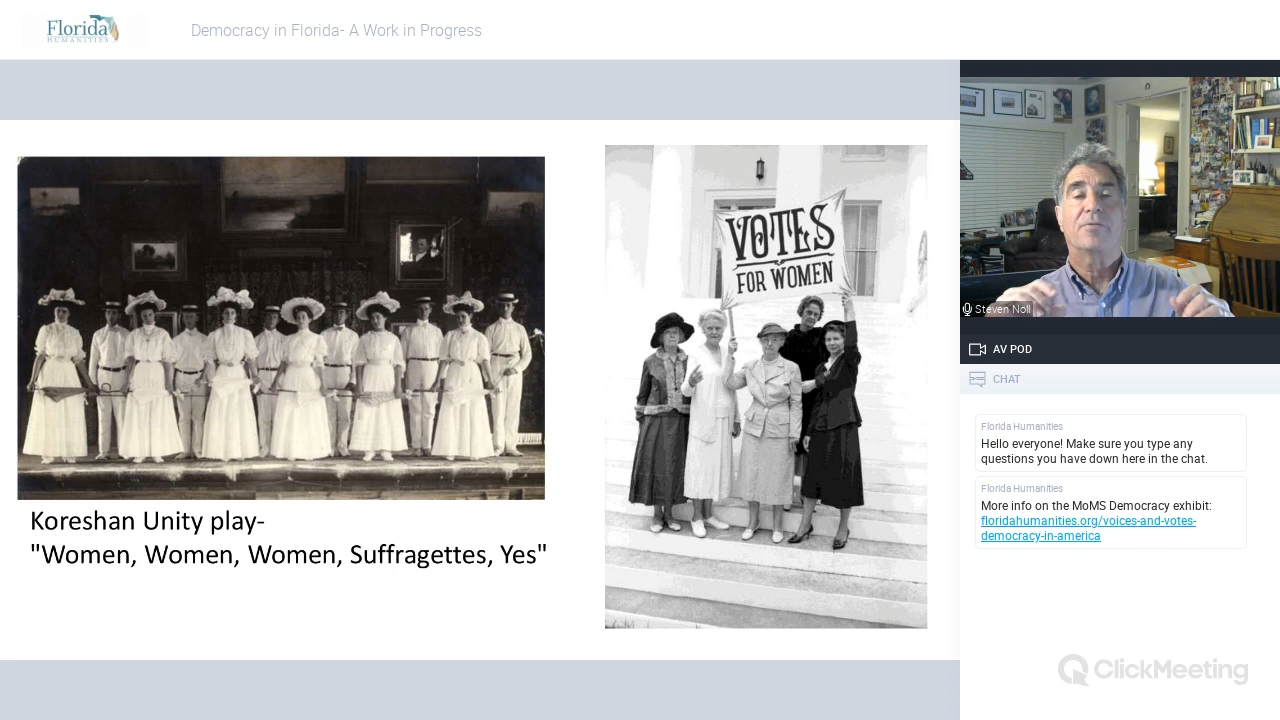 Florida
HUMANITIES
Democracy in Florida- A Work in Progress
VOTES
FOR WOMEN
Koreshan Unity play-
"Women, Women, Women, Suffragettes, Yes"
Steven Noll
AV POD
CHAT
Florida Humanities
Hello everyone! Make sure you type any
questions you have down here in the chat.
Florida Humanities
More info on the MoMS Democracy exhibit:
floridahumanities.org/voices-and-votes-
democracy-in-america
ClickMeeting